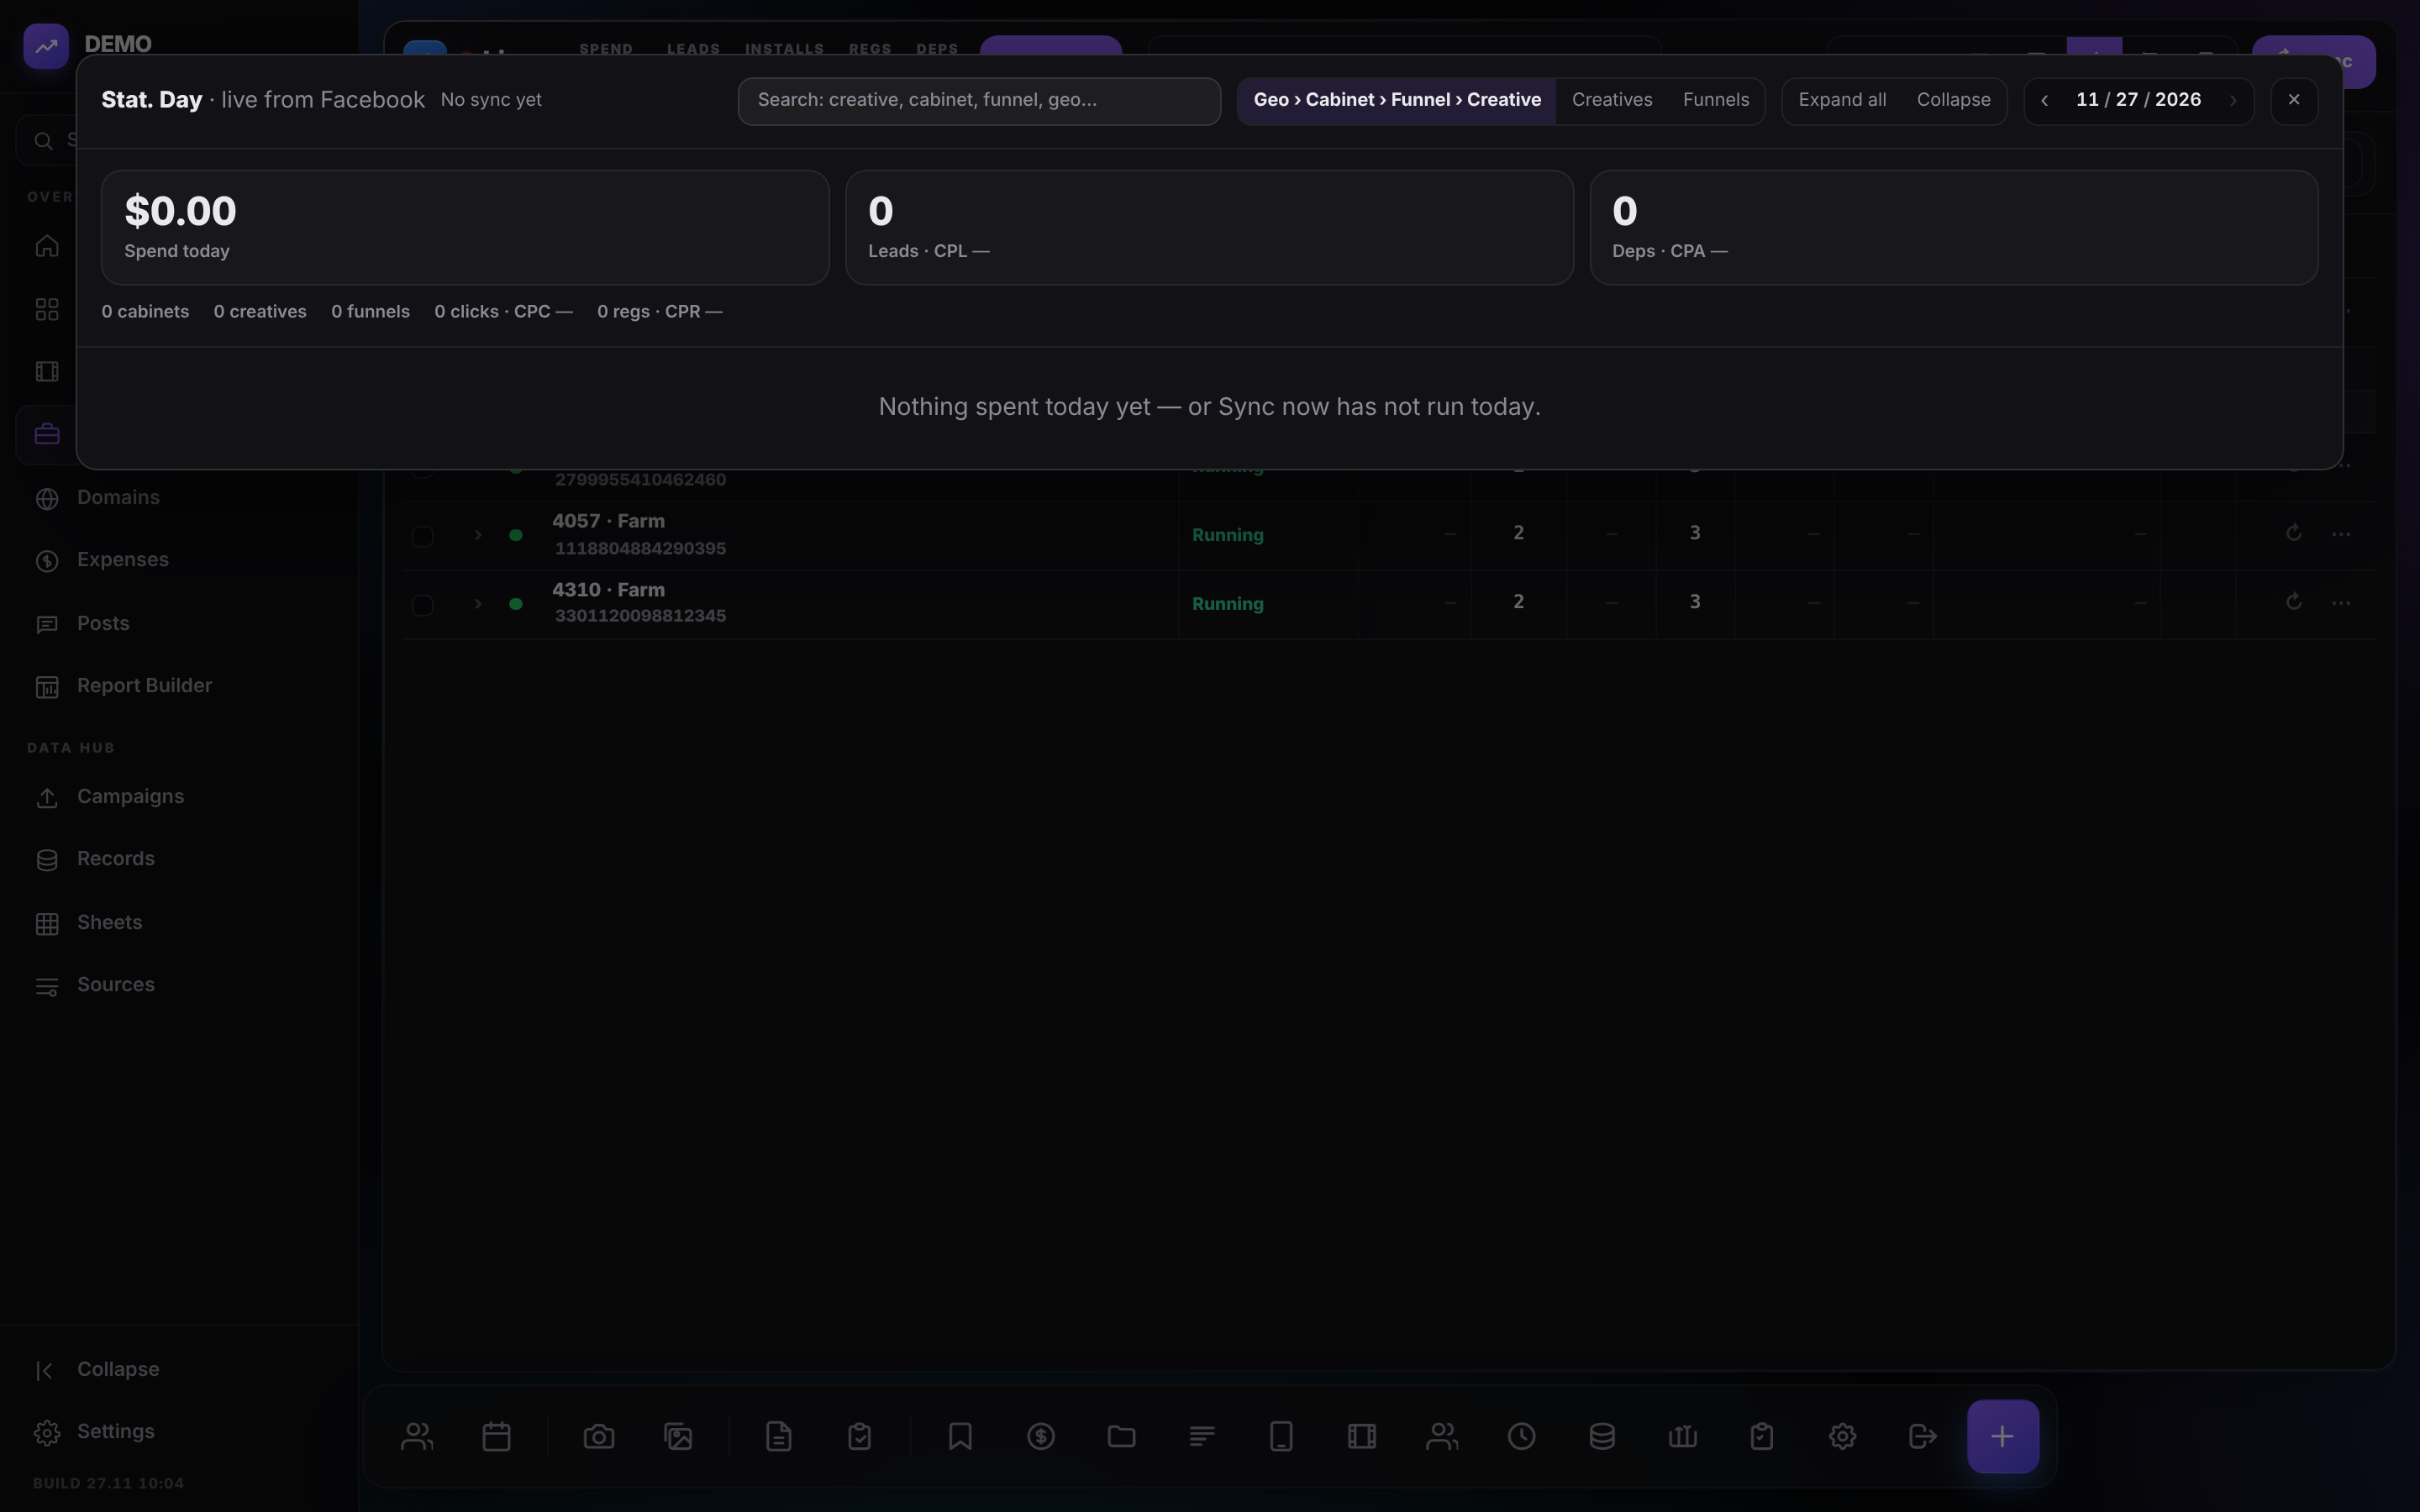 DEMO
SPEND LEADS INSTALLS REGS DEPS
Stat. Day · live from Facebook No sync yet
Search: creative, cabinet, funnel, geo...
Geo › Cabinet › Funnel › Creative Creatives Funnels
Expand all Collapse
‹ 11 / 27 / 2026 ›
×
$0.00
Spend today
0
Leads · CPL —
0
Deps · CPA —
0 cabinets 0 creatives 0 funnels 0 clicks · CPC — 0 regs · CPR —
Nothing spent today yet — or Sync now has not run today.
2799955410462460
4057 · Farm
1118804884290395
Running – 2 – 3 – – – ...
4310 · Farm
3301120098812345
Running – 2 – 3 – – – ...
Domains
Expenses
Posts
Report Builder
DATA HUB
Campaigns
Records
Sheets
Sources
Collapse
Settings
BUILD 27.11 10:04